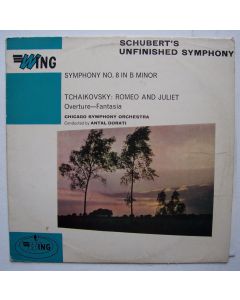 SCHUBERT'S
UNFINISHED SYMPHONY
WING
SYMPHONY NO. 8 IN B MINOR
TCHAIKOVSKY: ROMEO AND JULIET
Overture—Fantasia
CHICAGO SYMPHONY ORCHESTRA
Conducted by ANTAL DORATI
WING